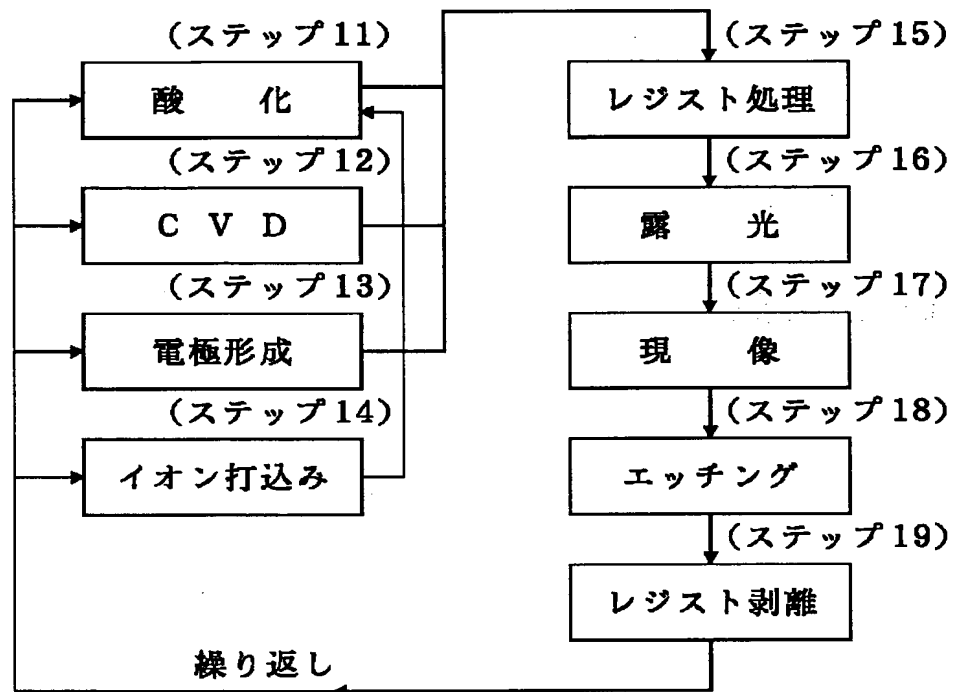 (ステップ11)
酸 化
(ステップ12)
C V D
(ステップ13)
電極形成
(ステップ14)
イオン打込み
(ステップ15)
レジスト処理
(ステップ16)
露 光
(ステップ17)
現 像
(ステップ18)
エッチング
(ステップ19)
レジスト剥離
繰り返し